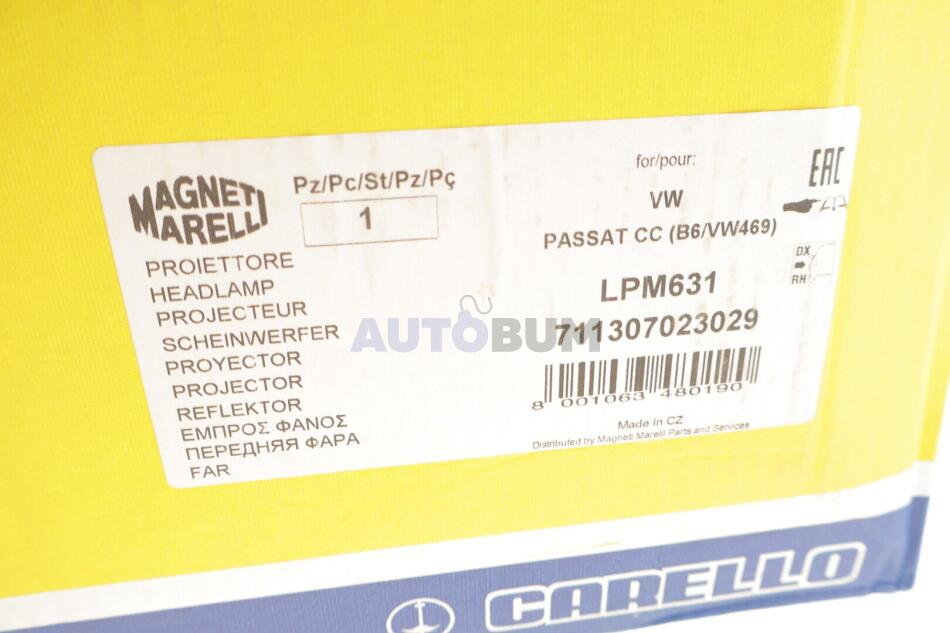 MAGNETI
MARELLI
Pz/Pc/St/Pz/Pç
1
PROIETTORE
HEADLAMP
PROJECTEUR
SCHEINWERFER
PROYECTOR
PROJECTOR
REFLEKTOR
ΕΜΠΡΟΣ ΦΑΝΟΣ
ПЕРЕДНЯЯ ФАРА
FAR
for/pour:
VW
PASSAT CC (B6/VW469)
EAC
DX
RH
LPM631
711307023029
8 001063 480190
Made in CZ
Distributed by Magneti Marelli Parts and Services
AUTOBUM
CARELLO